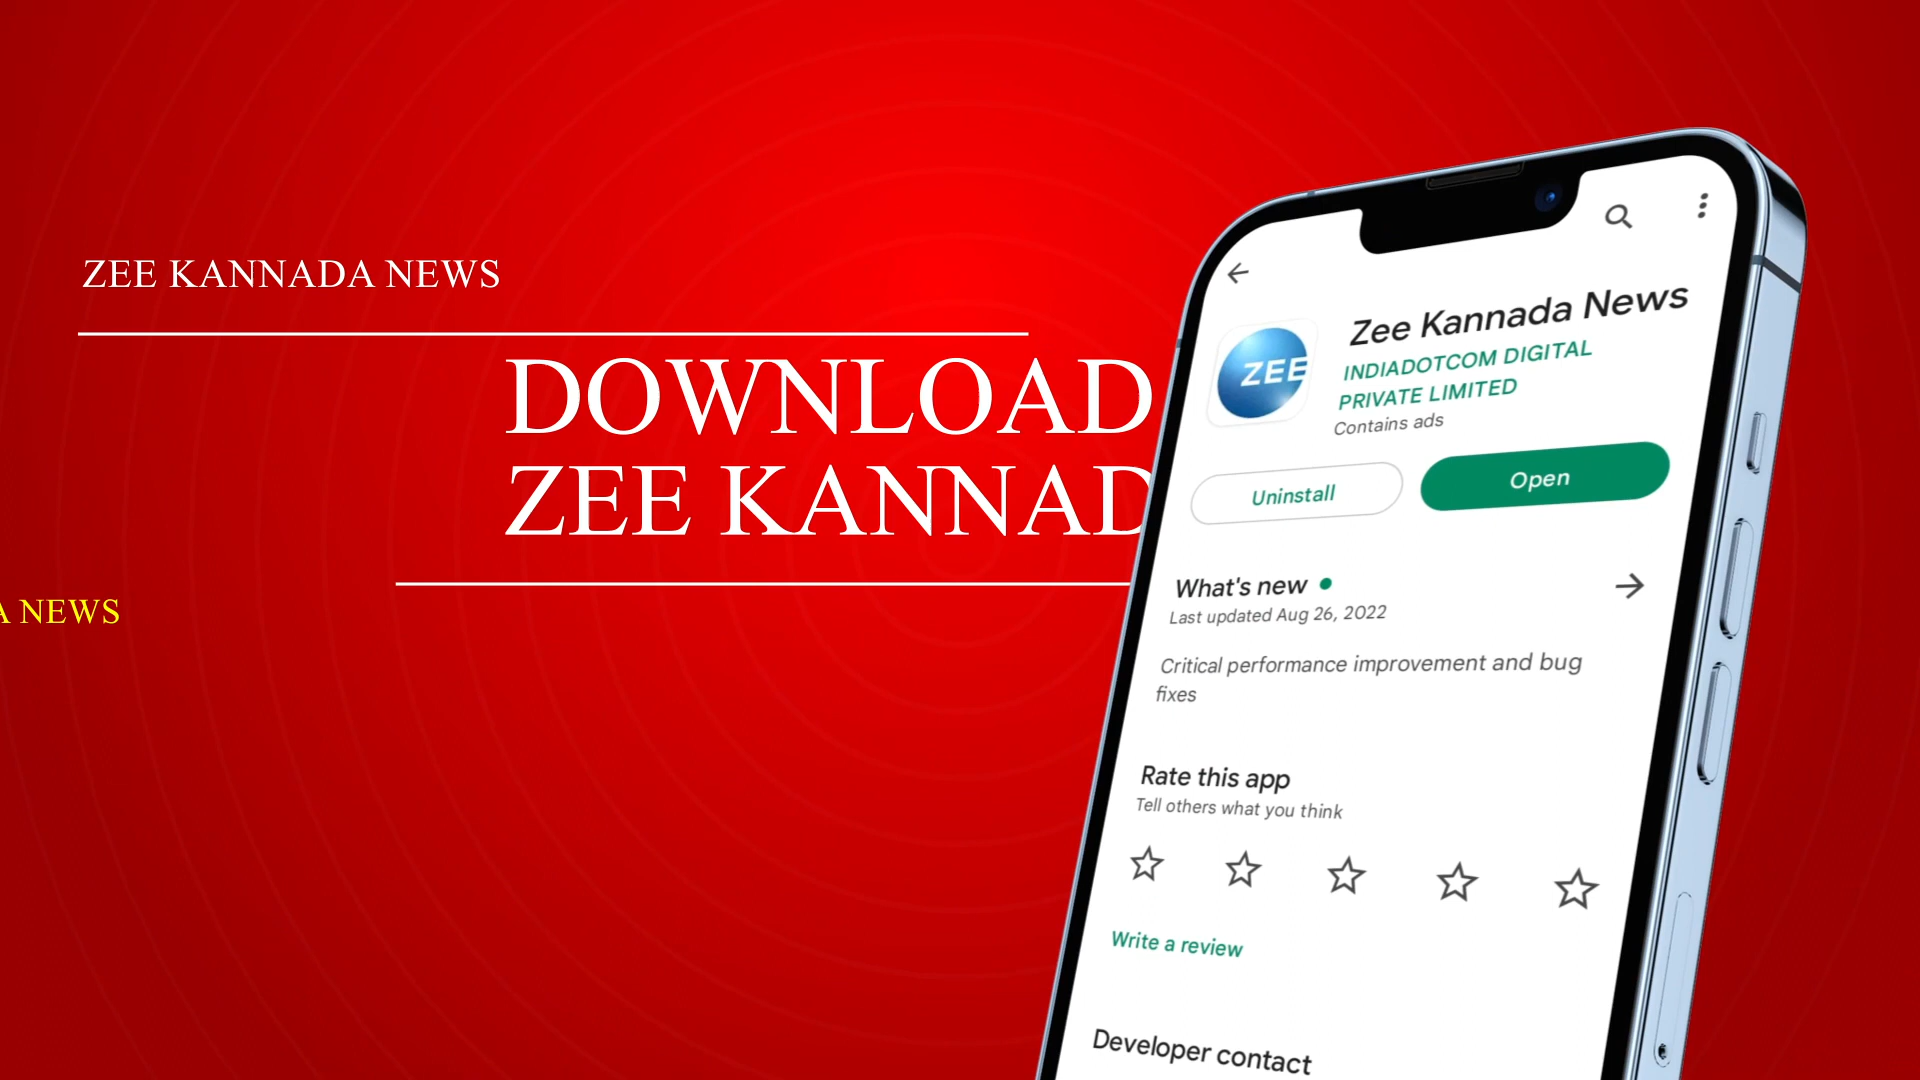 ZEE KANNADA NEWS
DOWNLOAD
ZEE KANNAD
A NEWS
Zee Kannada News
ZEE
INDIADOTCOM DIGITAL
PRIVATE LIMITED
Contains ads
Uninstall
Open
What's new
Last updated Aug 26, 2022
Critical performance improvement and bug
fixes
Rate this app
Tell others what you think
Write a review
Developer contact